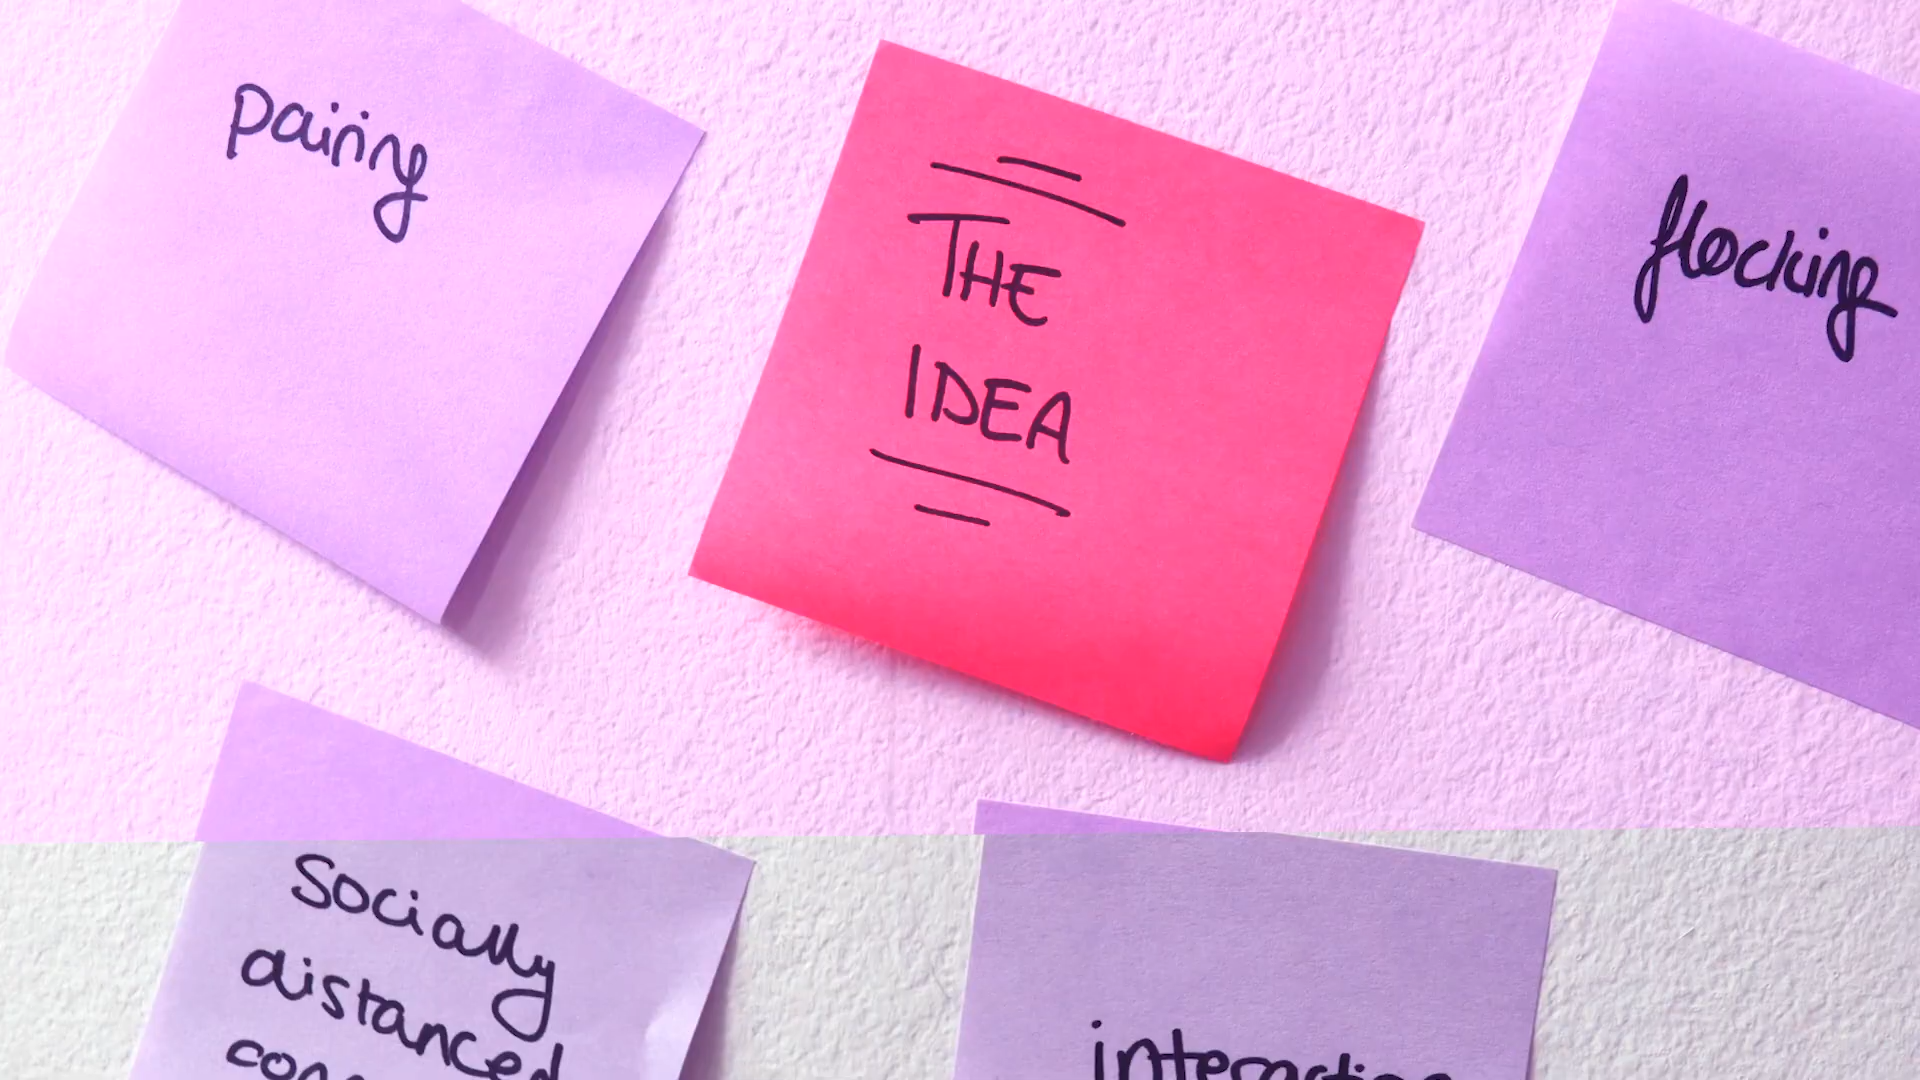 pairing
THE
IDEA
flocking
Socially
distanced